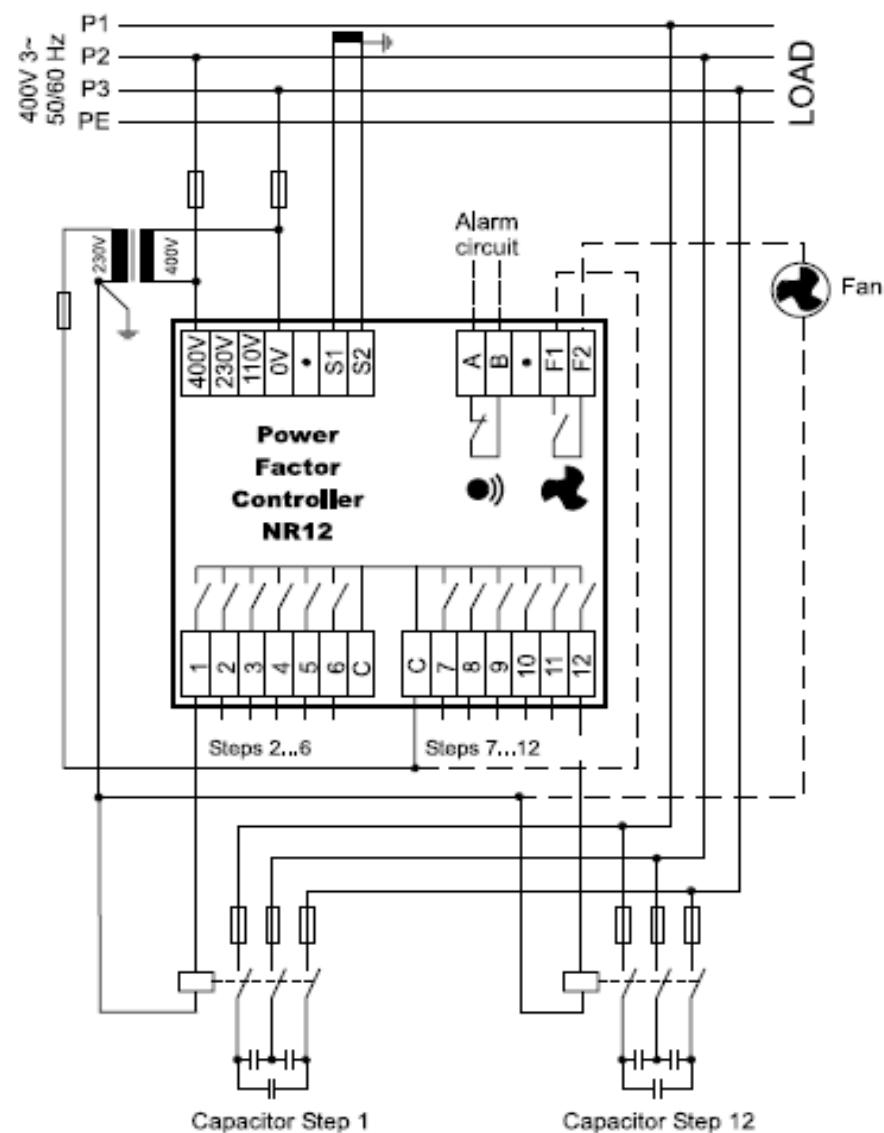 400V 3~
50/60 Hz
P1
P2
P3
PE
LOAD
230V
400V
Alarm
circuit
Fan
400V
230V
110V
0V
•
S1
S2
A
B
•
F1
F2
Power
Factor
Controller
NR12
1
2
3
4
5
6
C
C
7
8
9
10
11
12
Steps 2...6
Steps 7...12
Capacitor Step 1
Capacitor Step 12